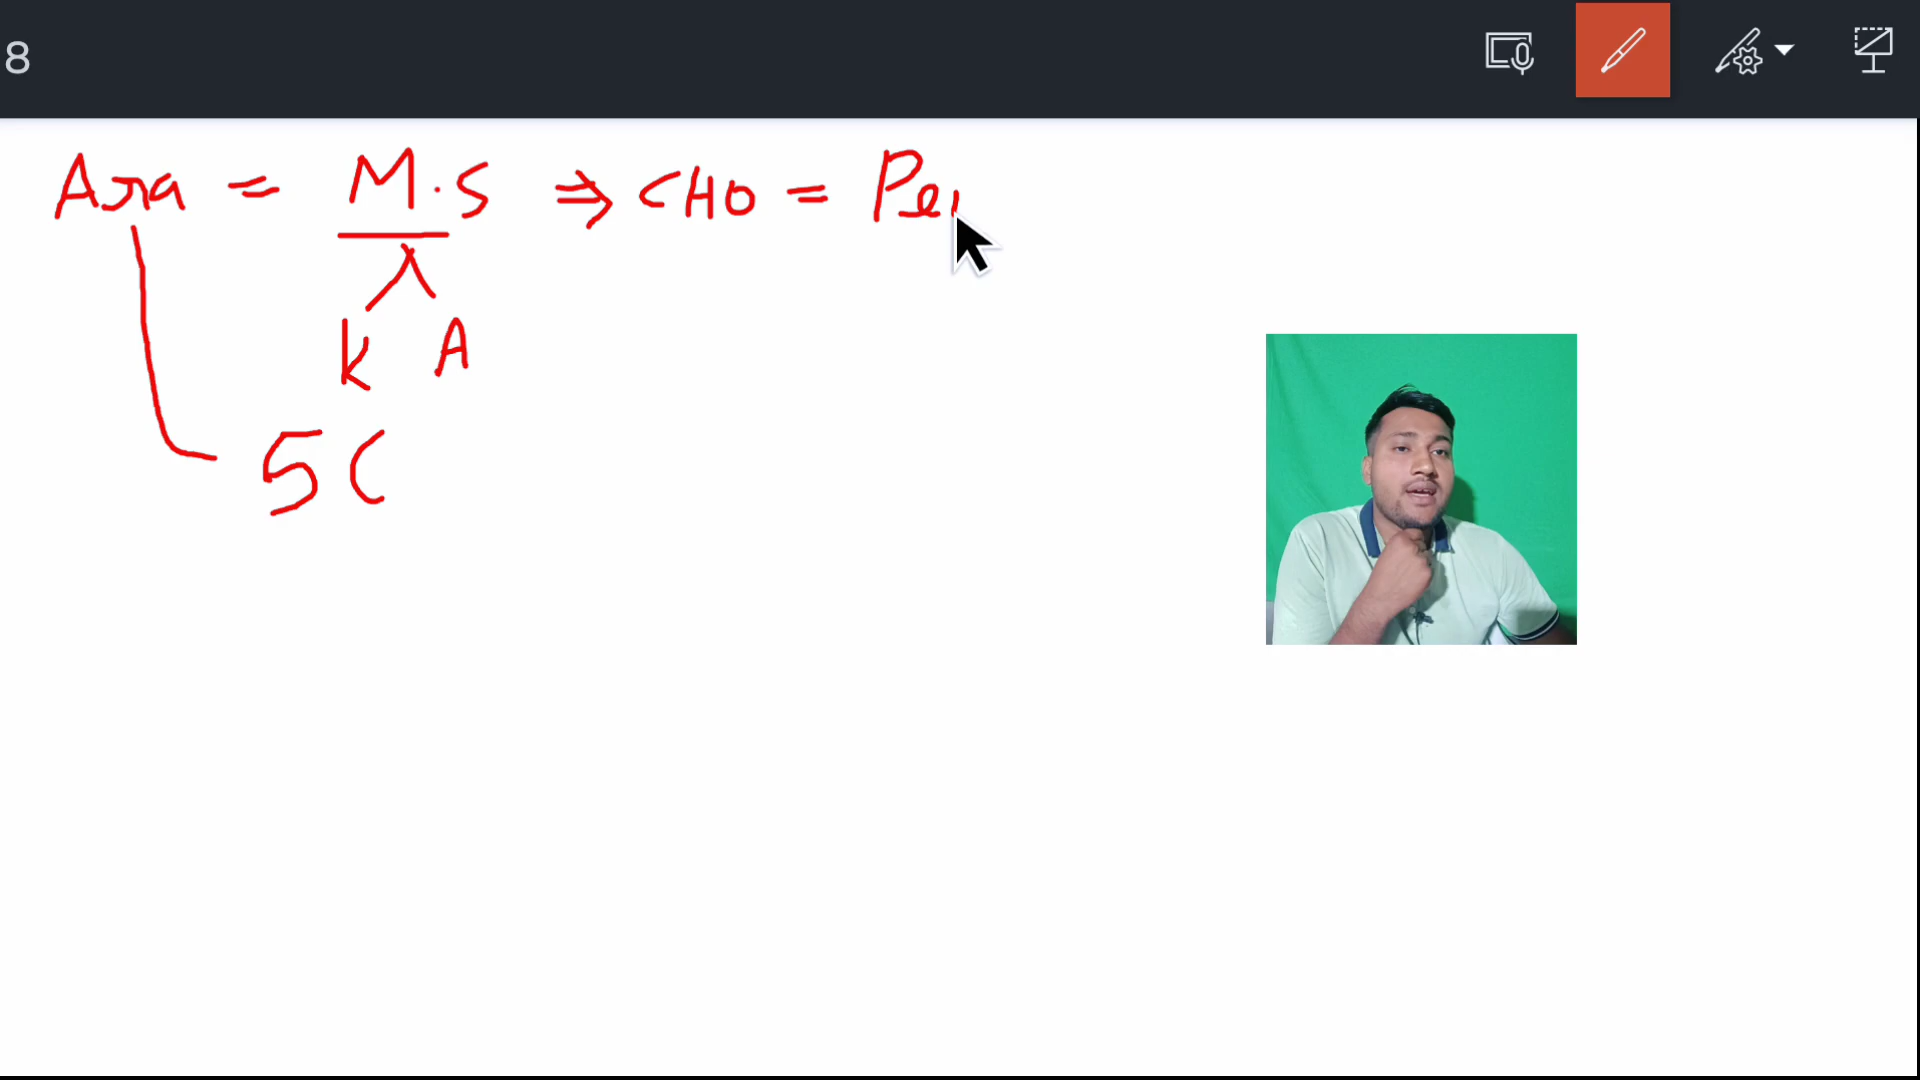 8
Ara = M.S ⇒ CHO = Pe
K A
5C